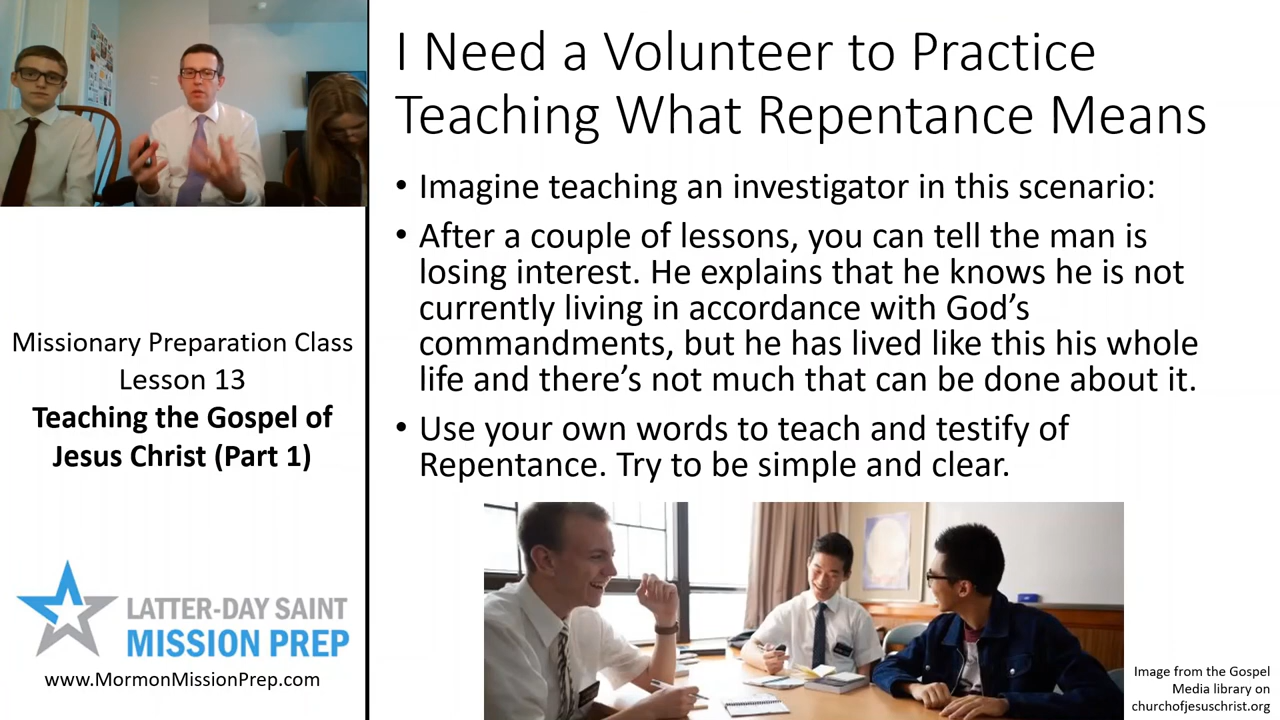 I Need a Volunteer to Practice
Teaching What Repentance Means
• Imagine teaching an investigator in this scenario:
• After a couple of lessons, you can tell the man is
losing interest. He explains that he knows he is not
currently living in accordance with God’s
commandments, but he has lived like this his whole
life and there’s not much that can be done about it.
• Use your own words to teach and testify of
Repentance. Try to be simple and clear.
Missionary Preparation Class
Lesson 13
Teaching the Gospel of
Jesus Christ (Part 1)
LATTER-DAY SAINT
MISSION PREP
www.MormonMissionPrep.com
Image from the Gospel
Media library on
churchofjesuschrist.org